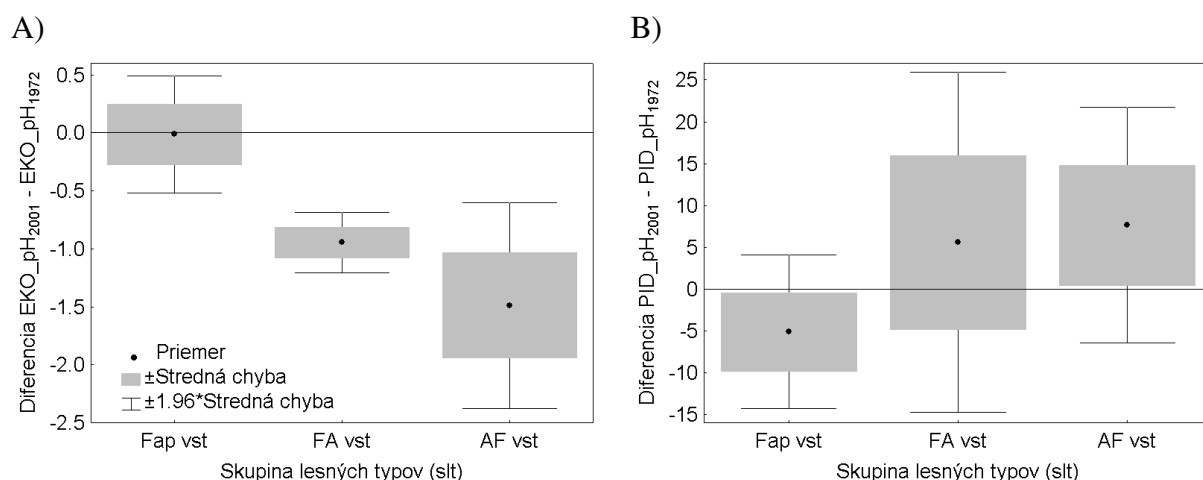 A)
Diferencia EKO_pH2001 - EKO_pH1972
0.5
0.0
-0.5
-1.0
-1.5
-2.0
-2.5
Priemer
±Stredná chyba
±1.96*Stredná chyba
Fap vst FA vst AF vst
Skupina lesných typov (slt)
B)
Diferencia PID_pH2001 - PID_pH1972
25
20
15
10
5
0
-5
-10
-15
Fap vst FA vst AF vst
Skupina lesných typov (slt)